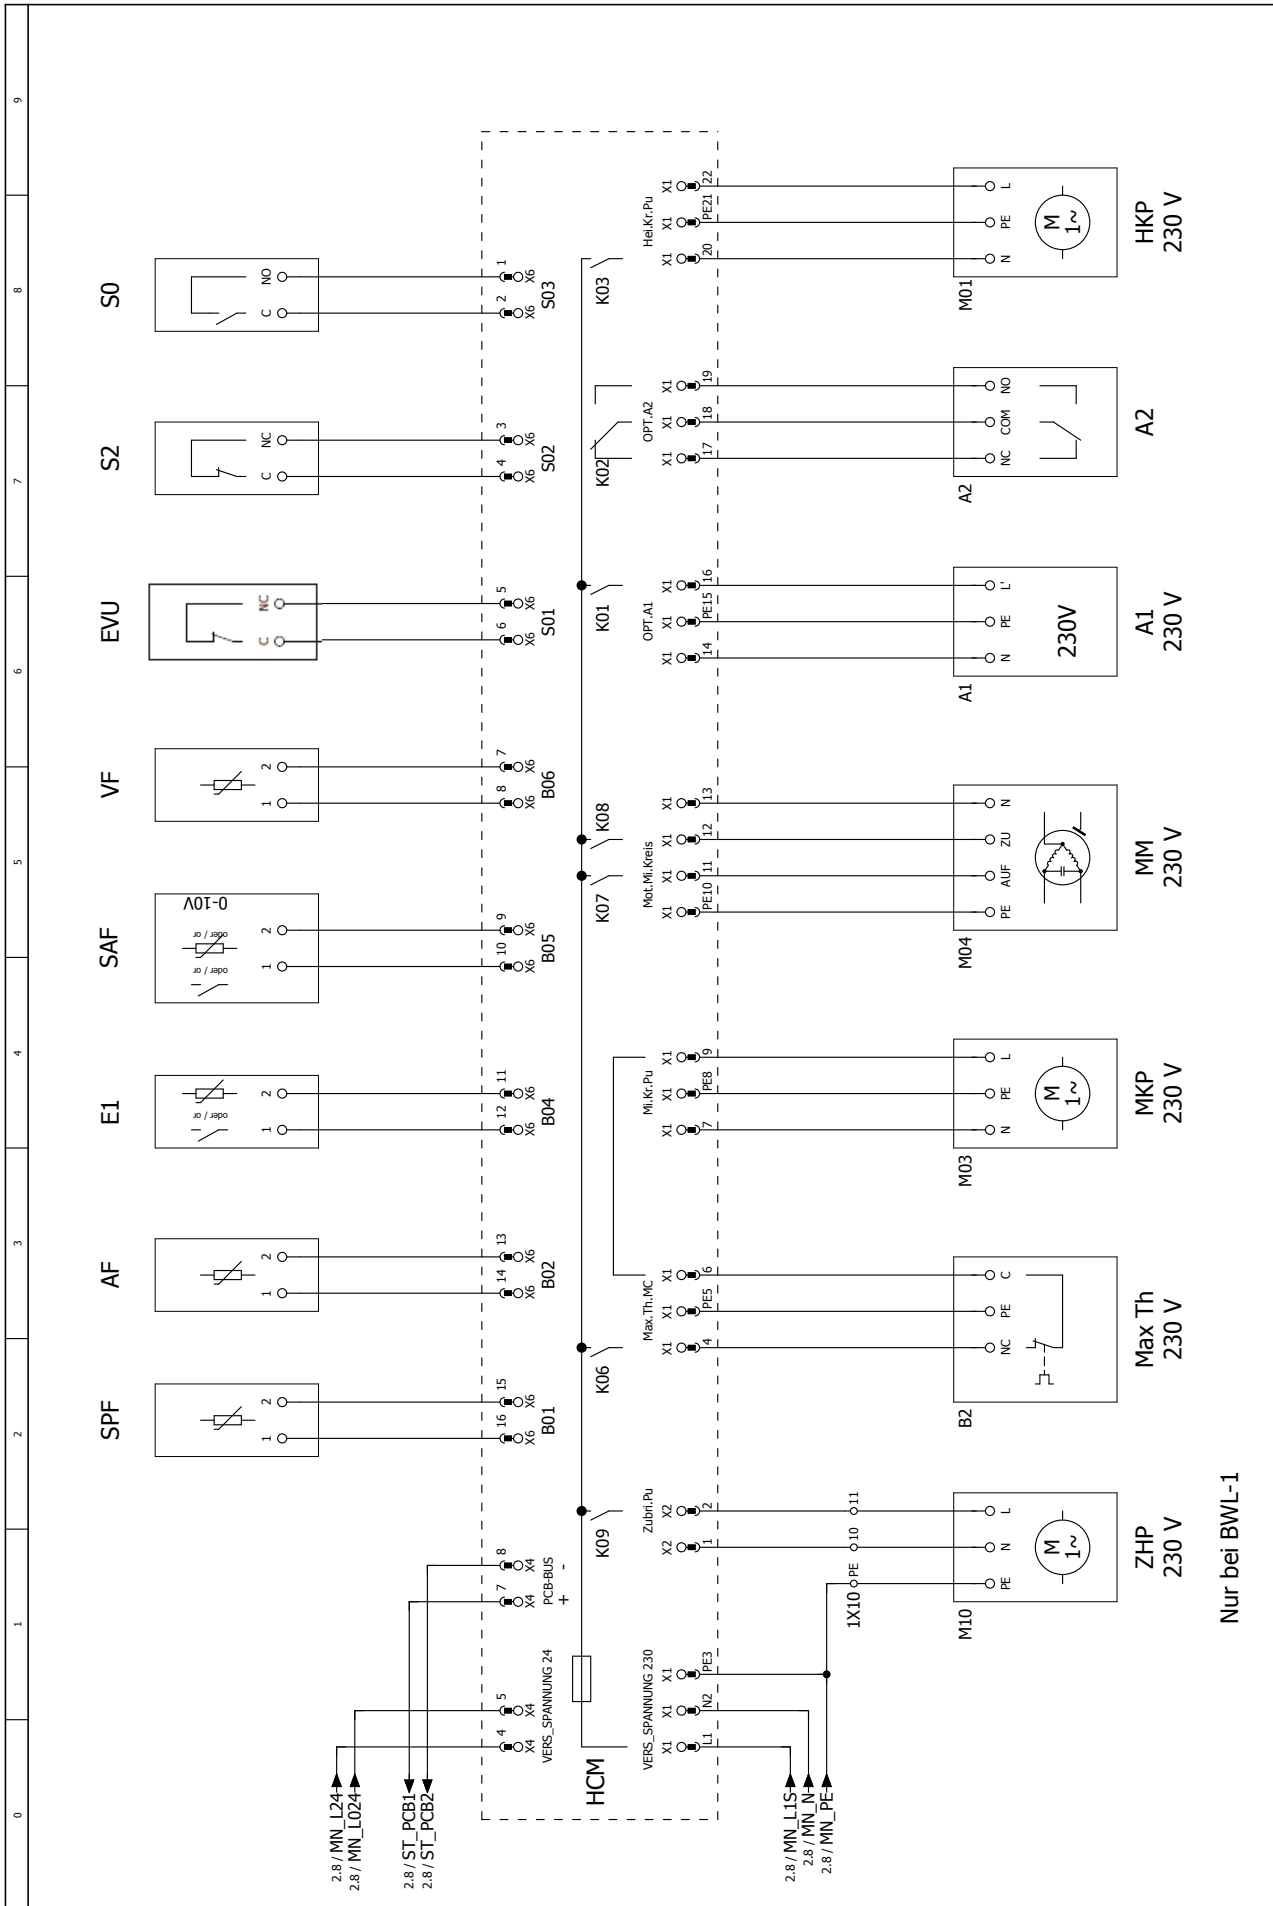 0 1 2 3 4 5 6 7 8 9
SPF AF E1 SAF VF EVU S2 S0
0-10V
oder / or
oder / or oder / or
1 2 1 2 1 2 1 2 1 2 C NC C NC C NO
2.8 / MN_L24
2.8 / MN_L024
2.8 / ST_PCB1
2.8 / ST_PCB2
4 5 7 8 16 15 14 13 12 11 10 9 8 7 6 5 4 3 2 1
X4 X4 X4 X4 X6 X6 X6 X6 X6 X6 X6 X6 X6 X6 X6 X6 X6 X6 X6 X6
VERS_SPANNUNG 24 PCB-BUS B01 B02 B04 B05 B06 S01 S02 S03
+ -
HCM
K09 K06 K07 K08 K01 K02 K03
VERS_SPANNUNG 230 Zubri.Pu Max.Th.MC Mi.Kr.Pu Mot.Mi.Kreis OPT.A1 OPT.A2 Hei.Kr.Pu
X1 X1 X1 X2 X2 X1 X1 X1 X1 X1 X1 X1 X1 X1 X1 X1 X1 X1 X1 X1 X1 X1 X1 X1
L1 N2 PE3 1 2 4 PE5 6 7 PE8 9 PE10 11 12 13 14 PE15 16 17 18 19 20 PE21 22
2.8 / MN_L1S
2.8 / MN_N
2.8 / MN_PE
1X10 PE 10 11
M10 B2 M03 M04 A1 A2 M01
PE N L NC PE C N PE L PE AUF ZU N N PE L' NC COM NO N PE L
M 1~ M 1~ 230V M 1~
ZHP Max Th MKP MM A1 A2 HKP
230 V 230 V 230 V 230 V 230 V 230 V
Nur bei BWL-1